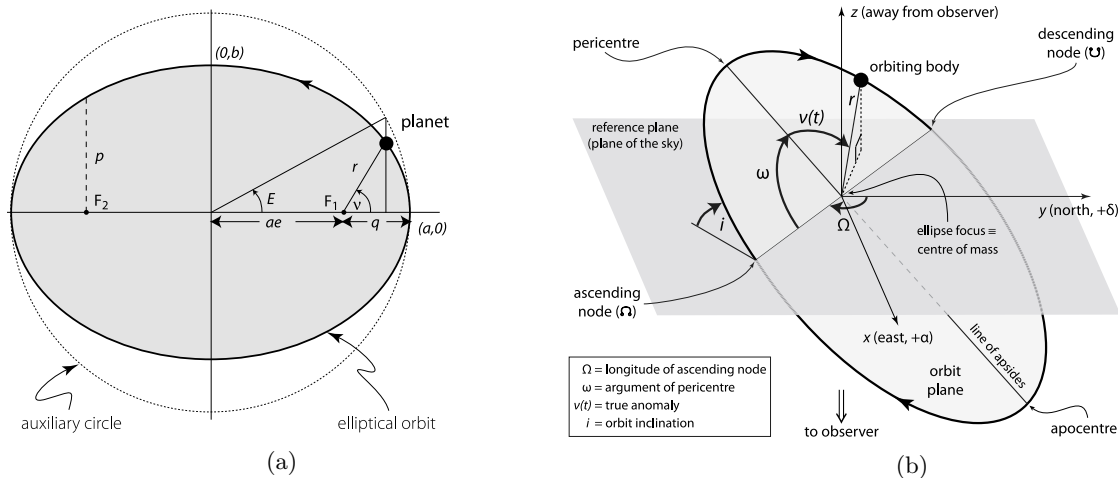 (0,b)
planet
p
r
E
ν
F₂
F₁
ae
q
(a,0)
auxiliary circle
elliptical orbit
(a)
z (away from observer)
descending
node (☋)
pericentre
orbiting body
r
ν(t)
reference plane
(plane of the sky)
ω
i
Ω
y (north, +δ)
ellipse focus ≡
centre of mass
ascending
node (☊)
x (east, +α)
line of apsides
orbit
plane
Ω = longitude of ascending node
ω = argument of pericentre
ν(t) = true anomaly
i = orbit inclination
to observer
apocentre
(b)